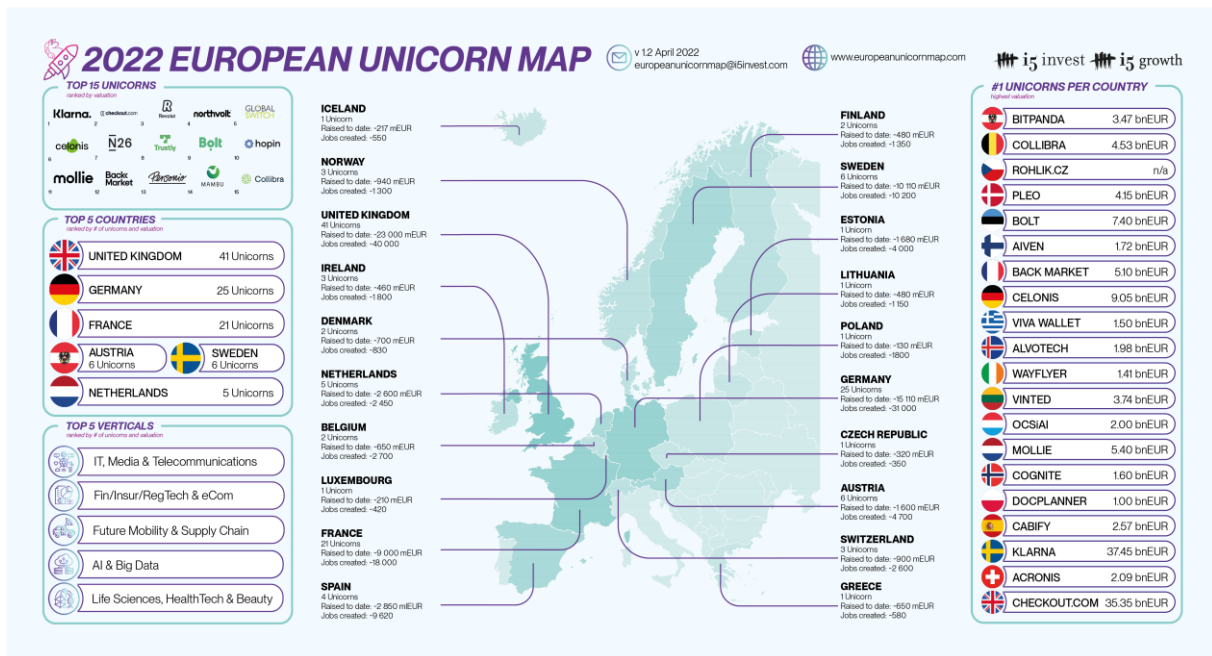 2022 EUROPEAN UNICORN MAP
v 1.2 April 2022
europeanunicornmap@i5invest.com
www.europeanunicornmap.com
i5 invest
i5 growth
TOP 15 UNICORNS
ranked by valuation
Klarna.
checkout.com
Revolut
northvolt
GLOBAL SWITCH
1
2
3
4
5
celonis
N26
Trustly
Bolt
hopin
6
7
8
9
10
mollie
Back Market
Personio
MAMBU
Collibra
11
12
13
14
15
TOP 5 COUNTRIES
ranked by # of unicorns and valuation
UNITED KINGDOM 41 Unicorns
GERMANY 25 Unicorns
FRANCE 21 Unicorns
AUSTRIA
6 Unicorns
SWEDEN
6 Unicorns
NETHERLANDS 5 Unicorns
TOP 5 VERTICALS
ranked by # of unicorns and valuation
IT, Media & Telecommunications
Fin/Insur/RegTech & eCom
Future Mobility & Supply Chain
AI & Big Data
Life Sciences, HealthTech & Beauty
ICELAND
1 Unicorn
Raised to date: ~217 mEUR
Jobs created: ~550
NORWAY
3 Unicorns
Raised to date: ~940 mEUR
Jobs created: ~1 300
UNITED KINGDOM
41 Unicorns
Raised to date: ~23 000 mEUR
Jobs created: ~40 000
IRELAND
3 Unicorns
Raised to date: ~460 mEUR
Jobs created: ~1 800
DENMARK
2 Unicorns
Raised to date: ~700 mEUR
Jobs created: ~830
NETHERLANDS
5 Unicorns
Raised to date: ~2 600 mEUR
Jobs created: ~2 450
BELGIUM
2 Unicorns
Raised to date: ~650 mEUR
Jobs created: ~2 700
LUXEMBOURG
1 Unicorn
Raised to date: ~210 mEUR
Jobs created: ~420
FRANCE
21 Unicorns
Raised to date: ~9 000 mEUR
Jobs created: ~18 000
SPAIN
4 Unicorns
Raised to date: ~2 850 mIEUR
Jobs created: ~9 620
FINLAND
2 Unicorns
Raised to date: ~480 mEUR
Jobs created: ~1 350
SWEDEN
6 Unicorns
Raised to date: ~10 110 mEUR
Jobs created: ~10 200
ESTONIA
1 Unicorn
Raised to date: ~1 680 mEUR
Jobs created: ~4 000
LITHUANIA
1 Unicorn
Raised to date: ~480 mEUR
Jobs created: ~1 150
POLAND
1 Unicorn
Raised to date: ~130 mEUR
Jobs created: ~1800
GERMANY
25 Unicorns
Raised to date: ~15 110 mEUR
Jobs created: ~31 000
CZECH REPUBLIC
1 Unicorns
Raised to date: ~320 mEUR
Jobs created: ~350
AUSTRIA
6 Unicorns
Raised to date: ~1 600 mEUR
Jobs created: ~4 700
SWITZERLAND
3 Unicorns
Raised to date: ~900 mEUR
Jobs created: ~2 600
GREECE
1 Unicorn
Raised to date: ~650 mEUR
Jobs created: ~580
#1 UNICORNS PER COUNTRY
highest valuation
BITPANDA 3.47 bnEUR
COLLIBRA 4.53 bnEUR
ROHLIK.CZ n/a
PLEO 4.15 bnEUR
BOLT 7.40 bnEUR
AIVEN 1.72 bnEUR
BACK MARKET 5.10 bnEUR
CELONIS 9.05 bnEUR
VIVA WALLET 1.50 bnEUR
ALVOTECH 1.98 bnEUR
WAYFLYER 1.41 bnEUR
VINTED 3.74 bnEUR
OCSiAI 2.00 bnEUR
MOLLIE 5.40 bnEUR
COGNITE 1.60 bnEUR
DOCPLANNER 1.00 bnEUR
CABIFY 2.57 bnEUR
KLARNA 37.45 bnEUR
ACRONIS 2.09 bnEUR
CHECKOUT.COM 35.35 bnEUR